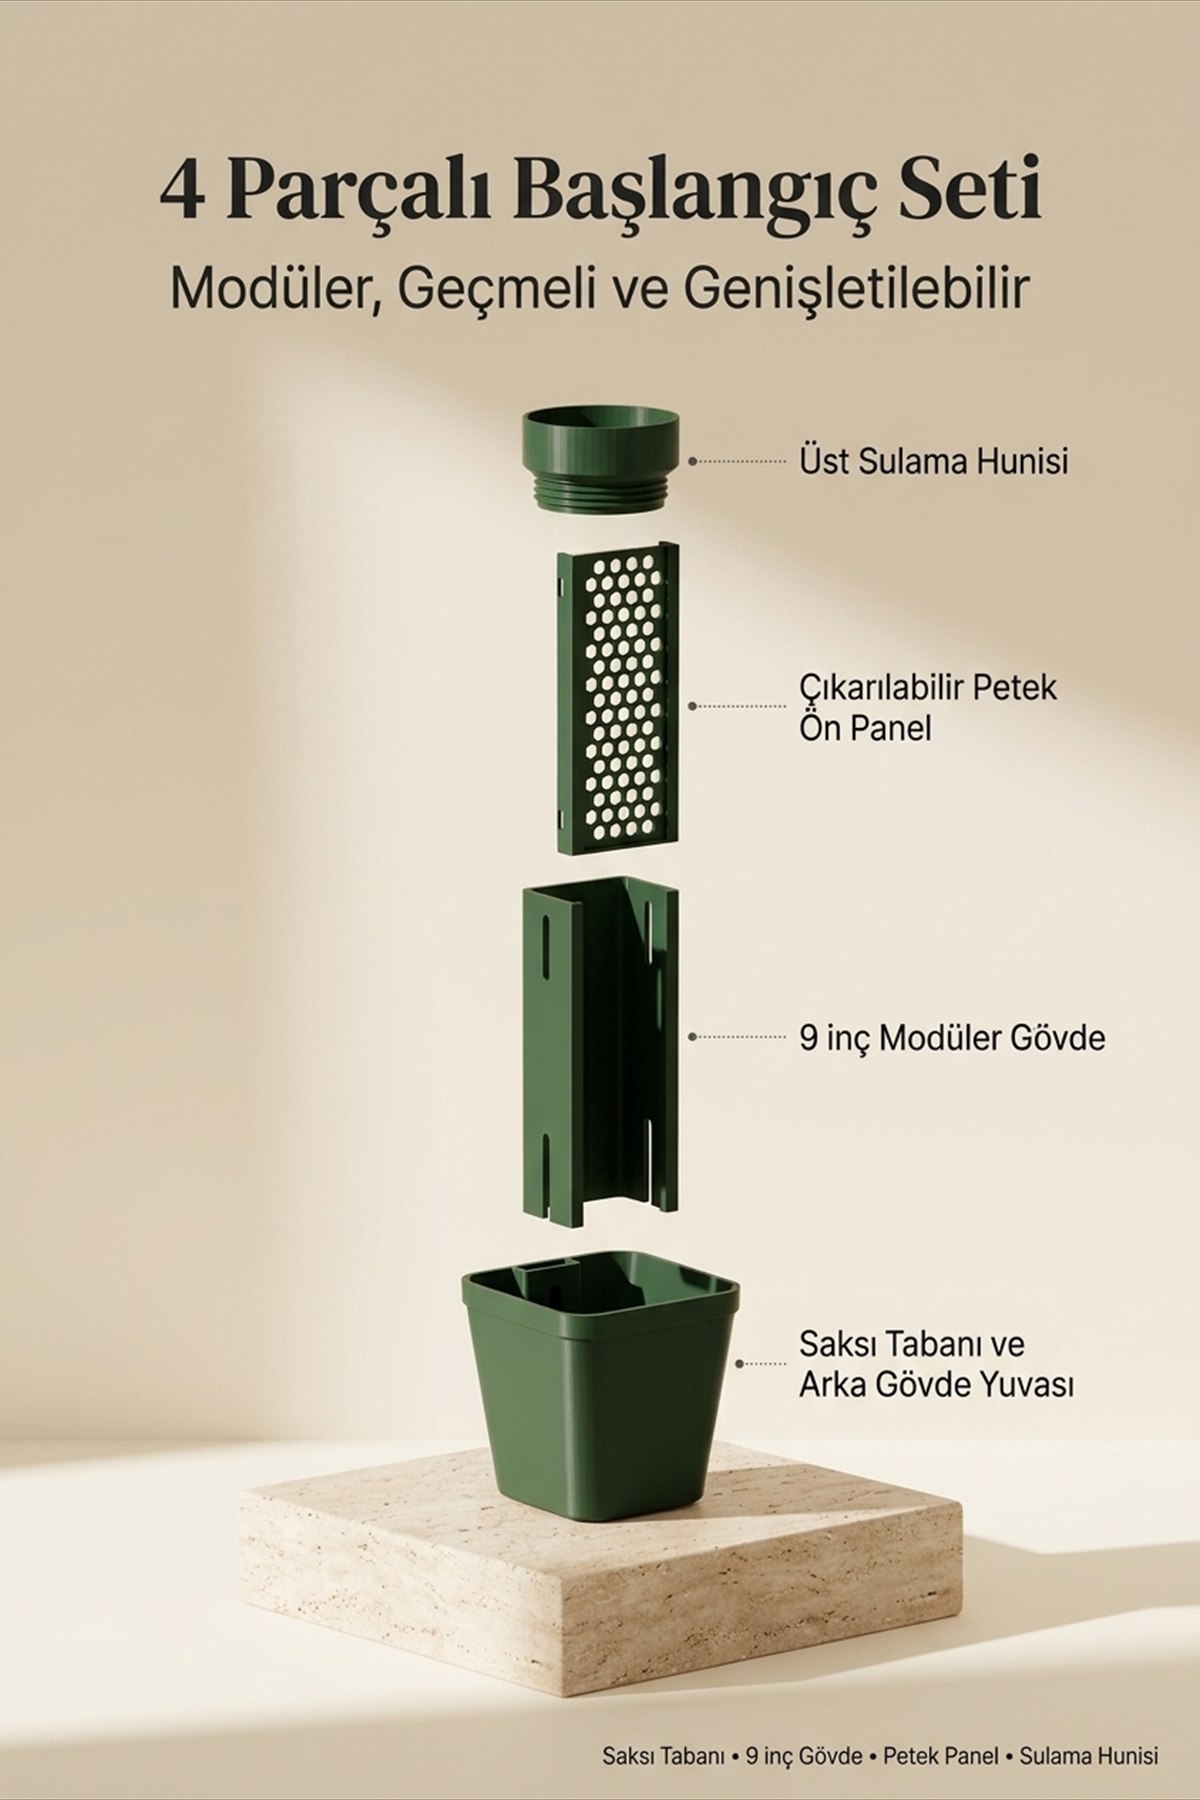 4 Parçalı Başlangıç Seti
Modüler, Geçmeli ve Genişletilebilir
Üst Sulama Hunisi
Çıkarılabilir Petek
Ön Panel
9 inç Modüler Gövde
Saksı Tabanı ve
Arka Gövde Yuvası
Saksı Tabanı • 9 inç Gövde • Petek Panel • Sulama Hunisi